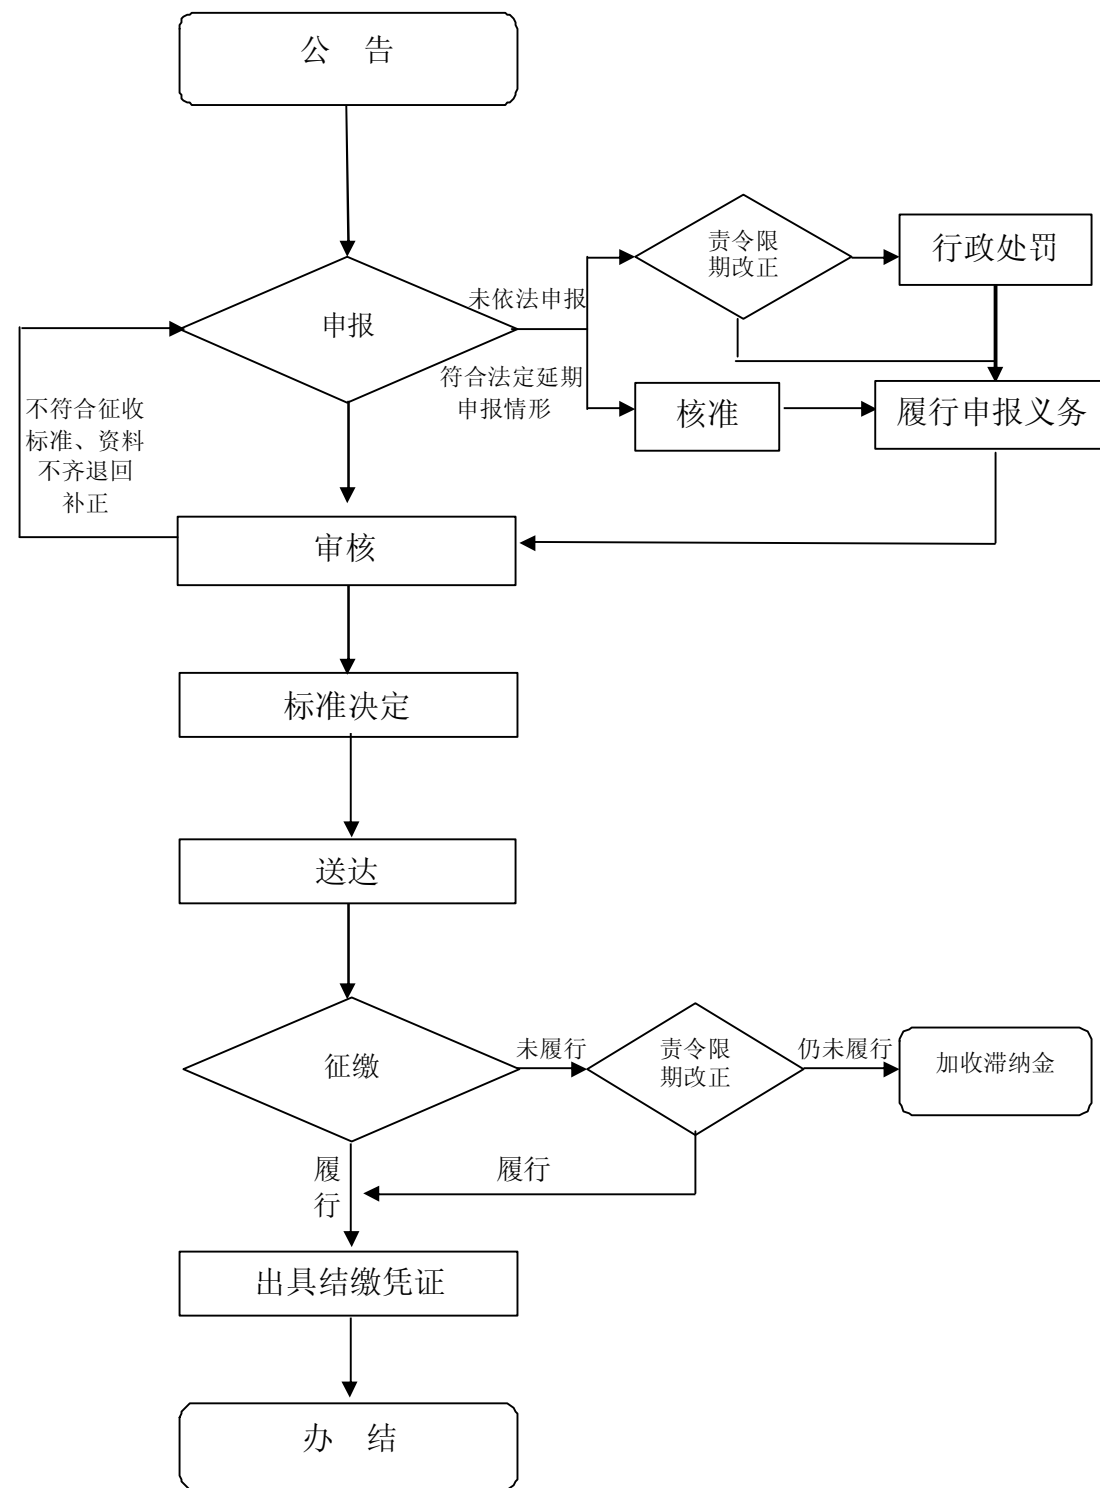 公 告
责令限
期改正
行政处罚
未依法申报
申报
符合法定延期
申报情形
核准
履行申报义务
不符合征收
标准、资料
不齐退回
补正
审核
标准决定
送达
征缴
未履行
责令限
期改正
仍未履行
加收滞纳金
履
行
履行
出具结缴凭证
办 结